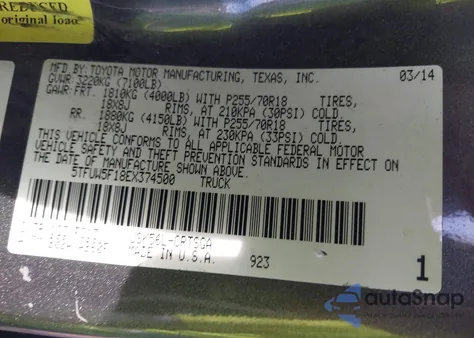 REDUCED
original load
MFD. BY: TOYOTA MOTOR MANUFACTURING, TEXAS, INC. 03/14
GVWR: 3220KG (7100LB)
GAWR: FRT. 1810KG (4000LB) WITH P255/70R18 TIRES,
18X8J RIMS, AT 210KPA (30PSI) COLD
RR. 1880KG (4150LB) WITH P255/70R18 TIRES,
18X8J RIMS, AT 230KPA (33PSI) COLD
THIS VEHICLE CONFORMS TO ALL APPLICABLE FEDERAL MOTOR
VEHICLE SAFETY AND THEFT PREVENTION STANDARDS IN EFFECT ON
THE DATE OF MANUFACTURE SHOWN ABOVE.
5TFUW5F18EX374500 TRUCK
MADE IN U.S.A. 923 1
autoSnap